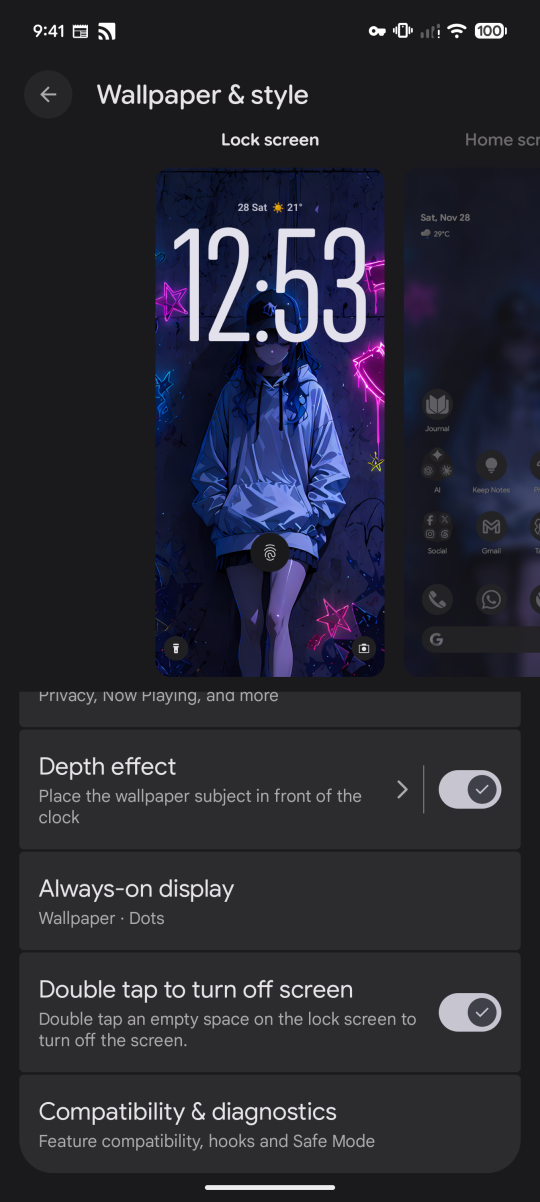 9:41
100
Wallpaper & style
Lock screen
Home scr
28 Sat ☀️ 21°
12:53
Sat, Nov 28
29°C
Journal
AI
Keep Notes
Social
Gmail
G
Privacy, Now Playing, and more
Depth effect
Place the wallpaper subject in front of the
clock
Always-on display
Wallpaper · Dots
Double tap to turn off screen
Double tap an empty space on the lock screen to
turn off the screen.
Compatibility & diagnostics
Feature compatibility, hooks and Safe Mode